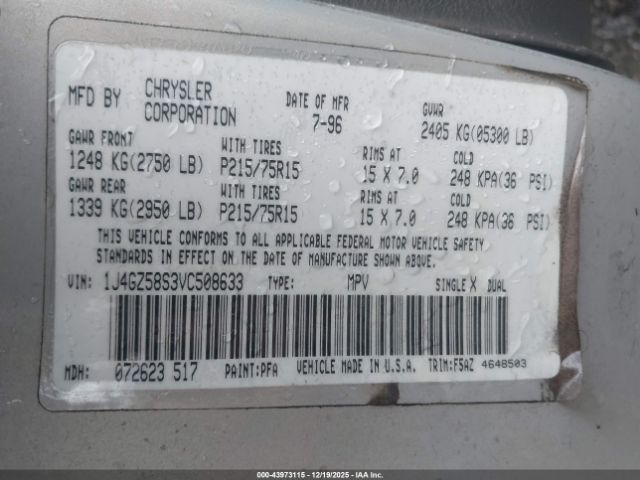 MFD BY CHRYSLER CORPORATION DATE OF MFR 7-96 GVWR 2405 KG(05300 LB)
GAWR FRONT WITH TIRES RIMS AT COLD
1248 KG(2750 LB) P215/75R15 15 X 7.0 248 KPA(36 PSI)
GAWR REAR WITH TIRES RIMS AT COLD
1339 KG(2950 LB) P215/75R15 15 X 7.0 248 KPA(36 PSI)
THIS VEHICLE CONFORMS TO ALL APPLICABLE FEDERAL MOTOR VEHICLE SAFETY
STANDARDS IN EFFECT ON THE DATE OF MANUFACTURE SHOWN ABOVE.
VIN: 1J4GZ58S3VC508633 TYPE: MPV SINGLE X DUAL
MDH: 072623 517 PAINT:PFA VEHICLE MADE IN U.S.A. TRIM:F5AZ 4648503
000-43973115 - 12/19/2025 - IAAI, Inc.